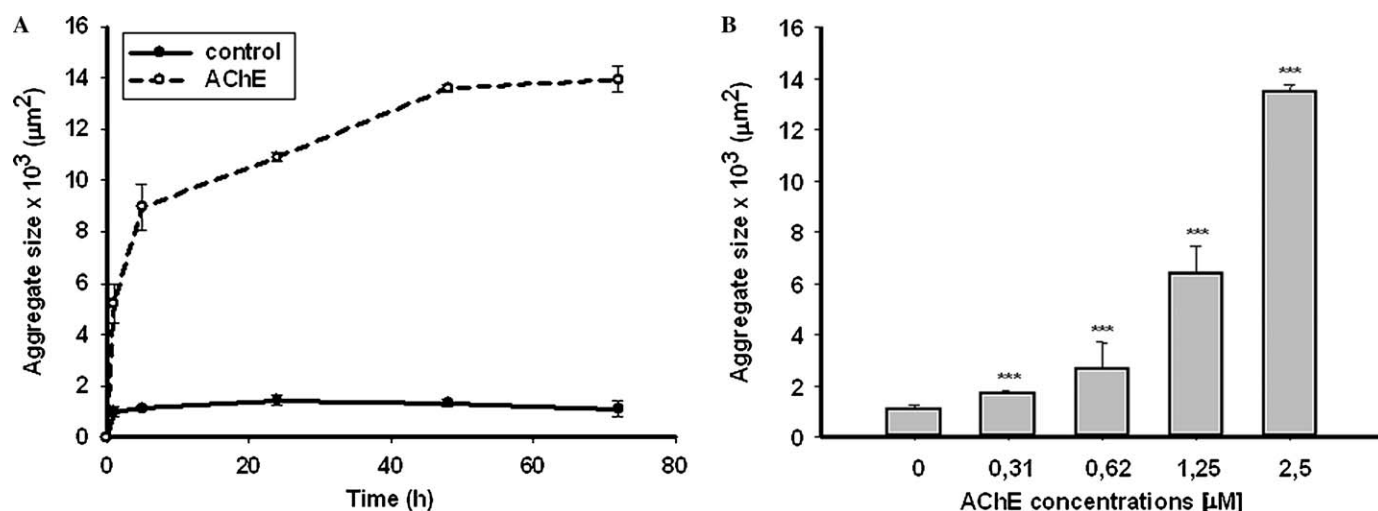 A
control
AChE
Aggregate size x 10³ (µm²)
16
14
12
10
8
6
4
2
0
0 20 40 60 80
Time (h)
B
Aggregate size x 10³ (µm²)
16
14
12
10
8
6
4
2
0
***
***
***
***
0 0,31 0,62 1,25 2,5
AChE concentrations [µM]